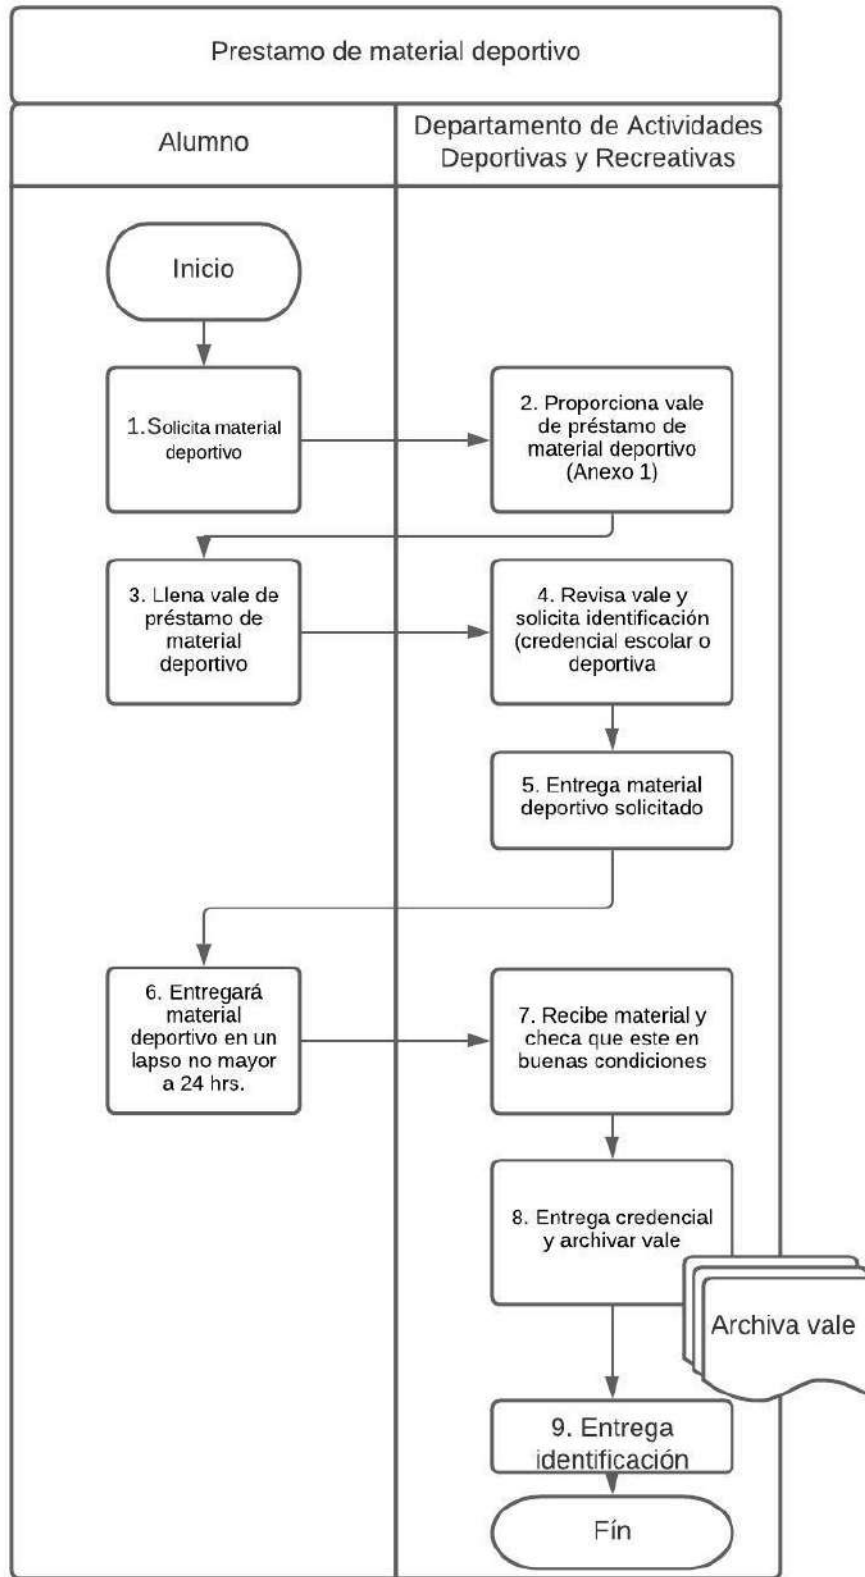 Prestamo de material deportivo
Alumno
Departamento de Actividades
Deportivas y Recreativas
Inicio
1.Solicita material
deportivo
2. Proporciona vale
de préstamo de
material deportivo
(Anexo 1)
3. Llena vale de
préstamo de
material
deportivo
4. Revisa vale y
solicita identificación
(credencial escolar o
deportiva
5. Entrega material
deportivo solicitado
6. Entregará
material
deportivo en un
lapso no mayor
a 24 hrs.
7. Recibe material y
checa que este en
buenas condiciones
8. Entrega credencial
y archivar vale
Archiva vale
9. Entrega
identificación
Fín